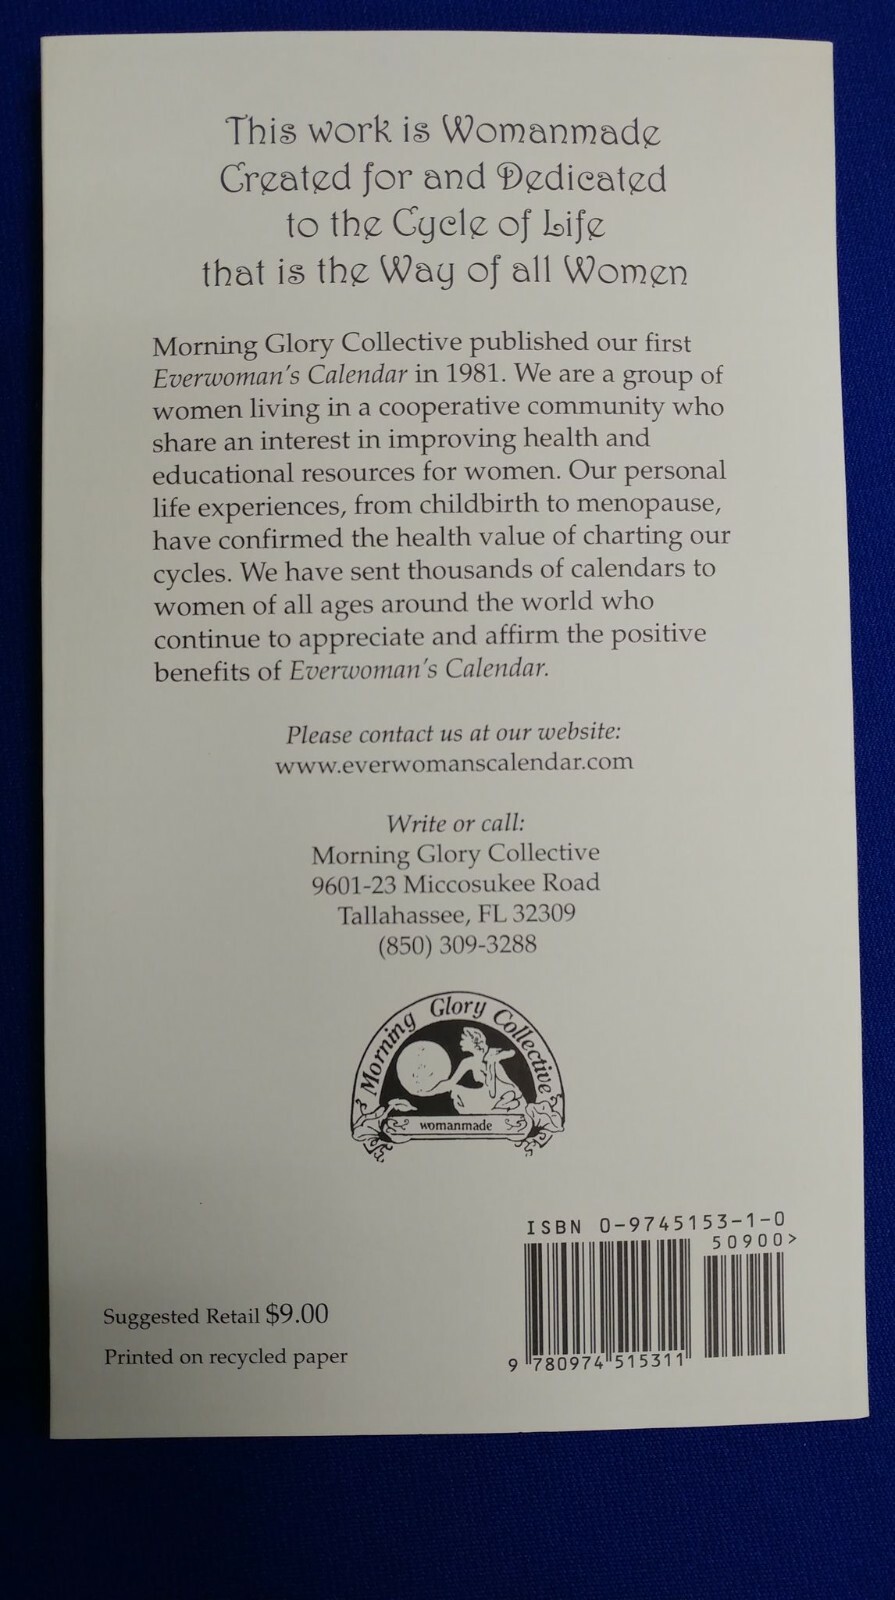 This work is Womanmade
Created for and Dedicated
to the Cycle of Life
that is the Way of all Women
Morning Glory Collective published our first
Everwoman's Calendar in 1981. We are a group of
women living in a cooperative community who
share an interest in improving health and
educational resources for women. Our personal
life experiences, from childbirth to menopause,
have confirmed the health value of charting our
cycles. We have sent thousands of calendars to
women of all ages around the world who
continue to appreciate and affirm the positive
benefits of Everwoman's Calendar.
Please contact us at our website:
www.everwomanscalendar.com
Write or call:
Morning Glory Collective
9601-23 Miccosukee Road
Tallahassee, FL 32309
(850) 309-3288
Morning Glory Collective
womanmade
ISBN 0-9745153-1-0
50900>
9 780974 515311
Suggested Retail $9.00
Printed on recycled paper